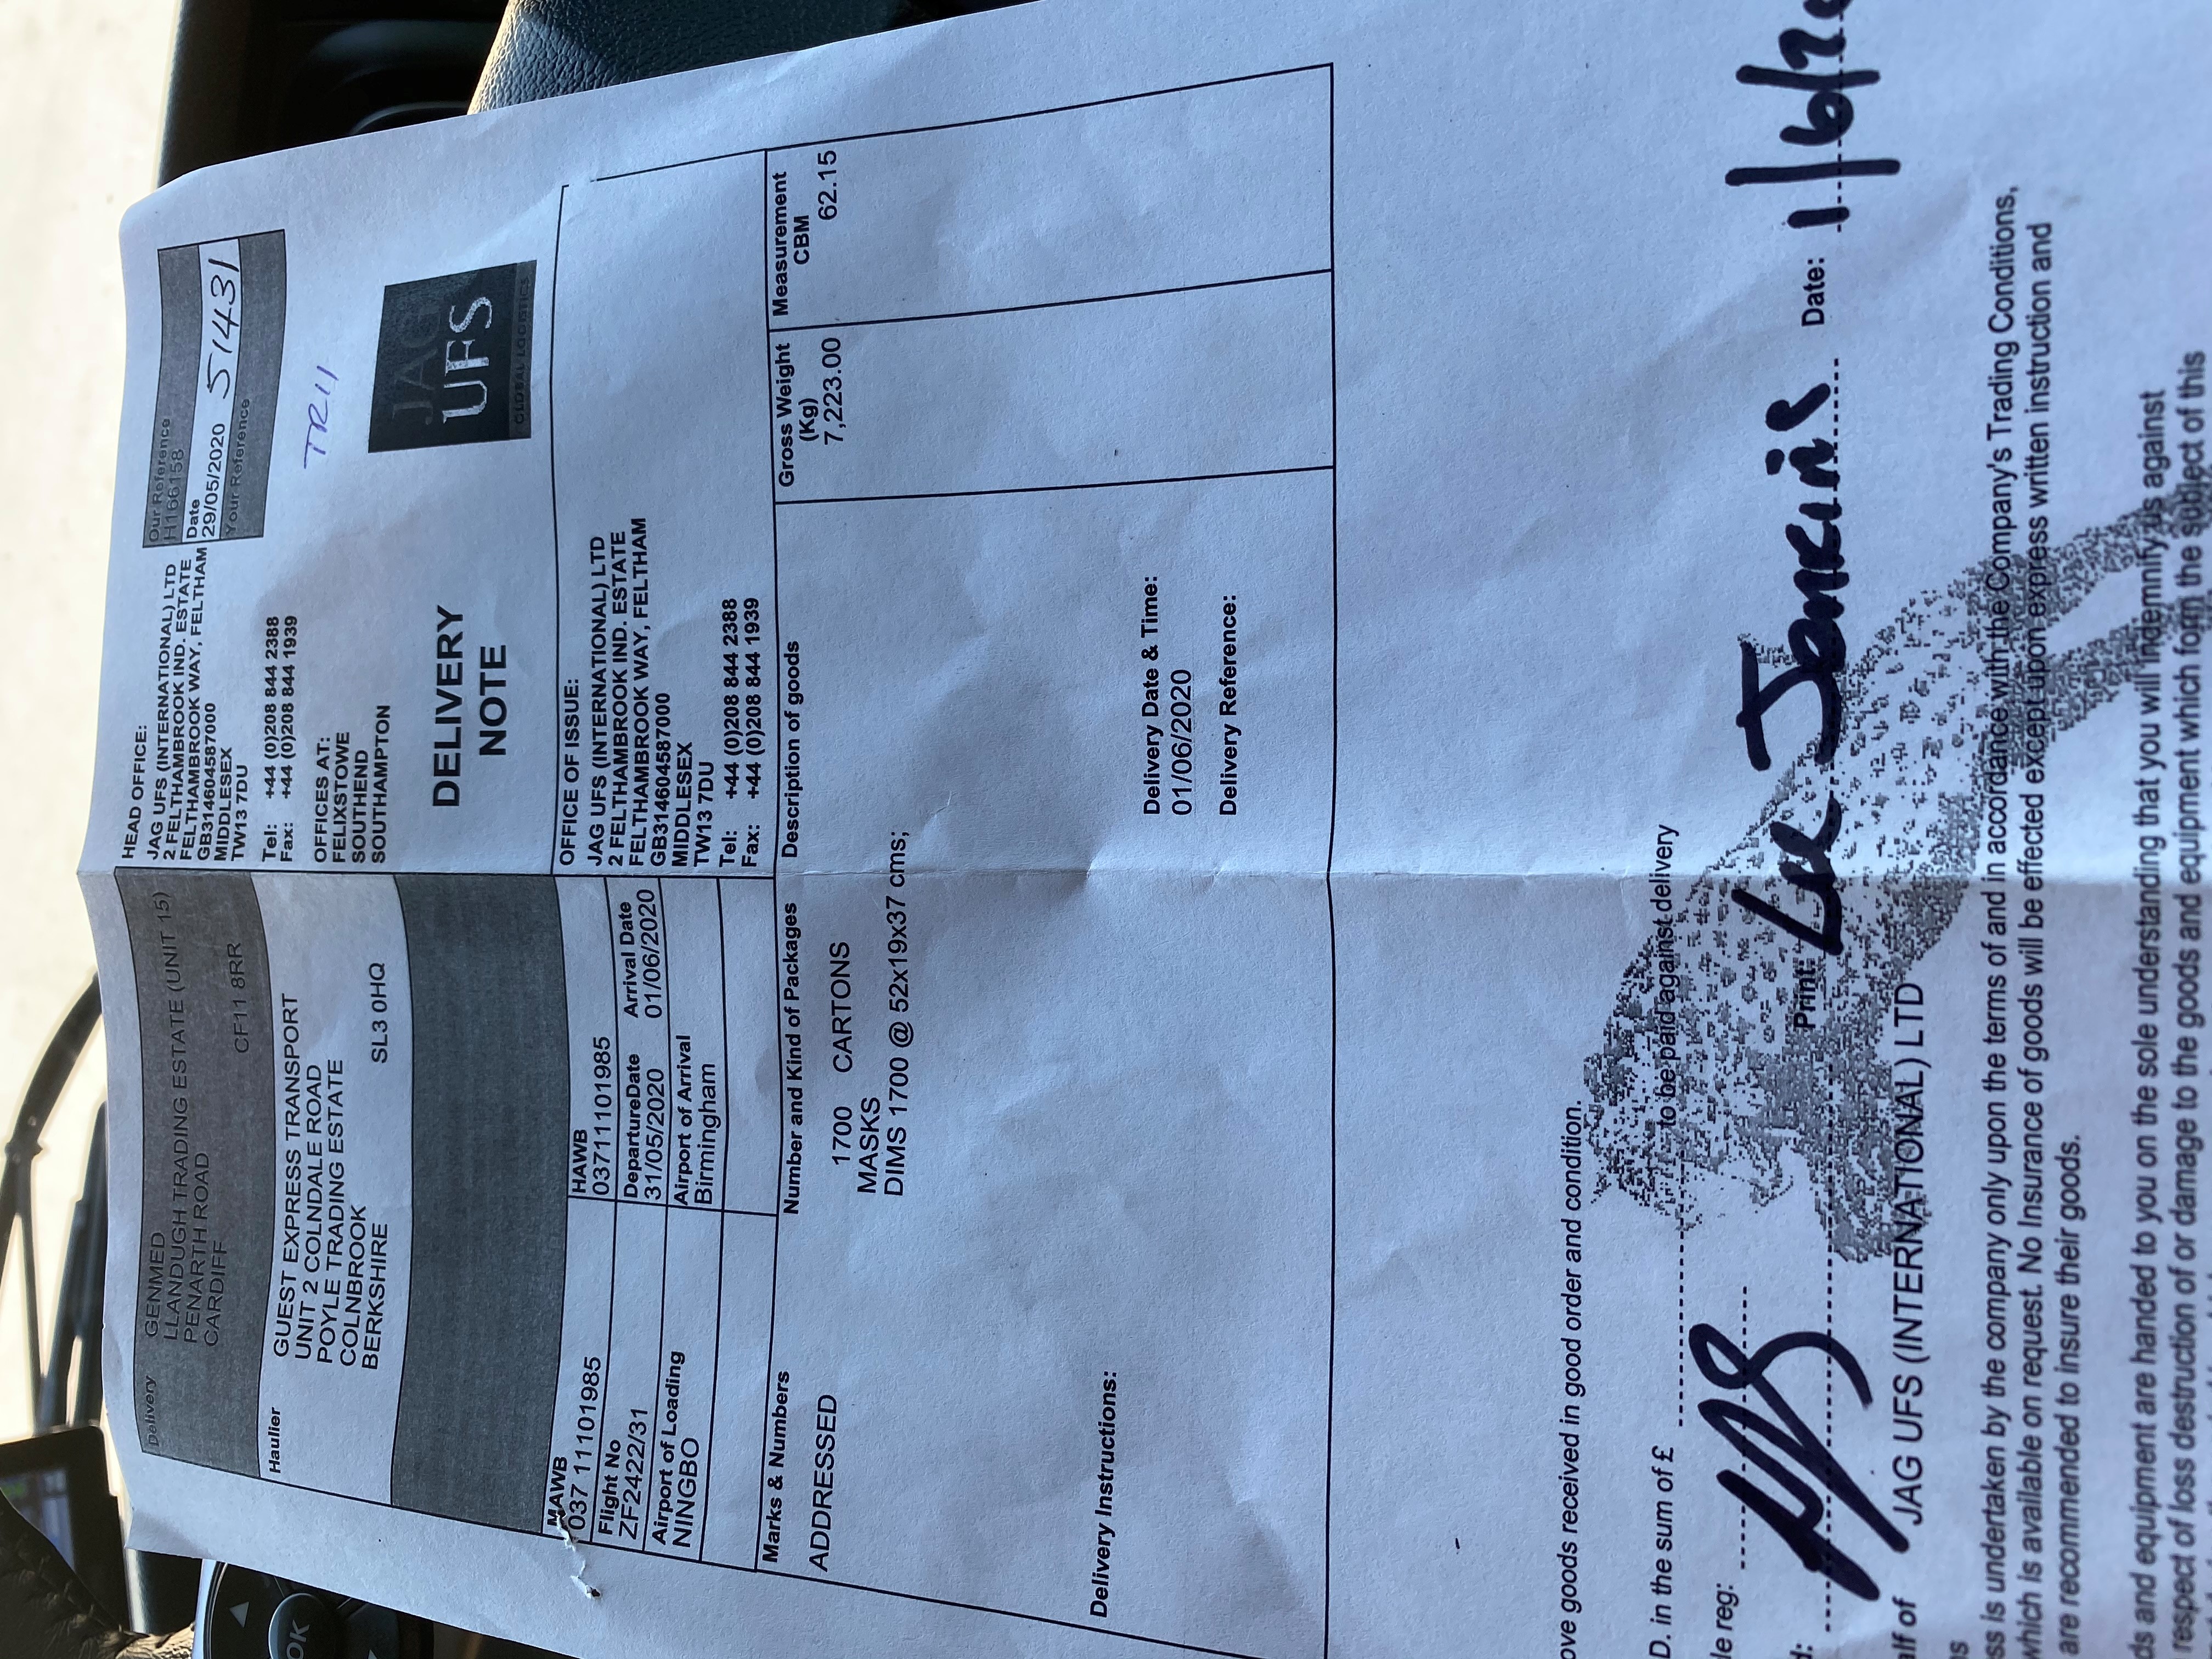 Delivery GENMED
LLANDUGH TRADING ESTATE (UNIT 15)
PENARTH ROAD
CARDIFF
CF11 8RR
Haulier GUEST EXPRESS TRANSPORT
UNIT 2 COLNDALE ROAD
POYLE TRADING ESTATE
COLNBROOK
BERKSHIRE SL3 0HQ
HEAD OFFICE:
JAG UFS (INTERNATIONAL) LTD
2 FELTHAMBROOK IND. ESTATE
FELTHAMBROOK WAY, FELTHAM
GB314604587000
MIDDLESEX
TW13 7DU
Tel: +44 (0)208 844 2388
Fax: +44 (0)208 844 1939
OFFICES AT:
FELIXSTOWE
SOUTHEND
SOUTHAMPTON
Our Reference
H1666158
Date
29/05/2020 51431
Your Reference
DELIVERY
NOTE
JAG
UFS
GLOBAL LOGISTICS
MAWB HAWB
037 111101985 037111101985
Flight No DepartureDate Arrival Date
ZF2422/31 31/05/2020 01/06/2020
Airport of Loading Airport of Arrival
NINGBO Birmingham
OFFICE OF ISSUE:
JAG UFS (INTERNATIONAL) LTD
2 FELTHAMBROOK IND. ESTATE
FELTHAMBROOK WAY, FELTHAM
GB314604587000
MIDDLESEX
TW13 7DU
Tel: +44 (0)208 844 2388
Fax: +44 (0)208 844 1939
Marks & Numbers Number and Kind of Packages Description of goods Gross Weight (Kg) Measurement CBM
ADDRESSED 1700 CARTONS 7,223.00 62.15
MASKS
DIMS 1700 @ 52x19x37 cms;
Delivery Instructions: Delivery Date & Time:
01/06/2020
Delivery Reference:
ove goods received in good order and condition.
D. in the sum of £ to be paid against delivery
le reg:
d: Print: Lee Date: 1/6/20
alf of JAG UFS (INTERNATIONAL) LTD
ss is undertaken by the company only upon the terms of and in accordance with the Company's Trading Conditions,
which is available on request. No Insurance of goods will be effected except upon express written instruction and
are recommended to insure their goods.
ds and equipment are handed to you on the sole understanding that you will indemnify us against
respect of loss destruction of or damage to the goods and equipment which form the subject of this
OK